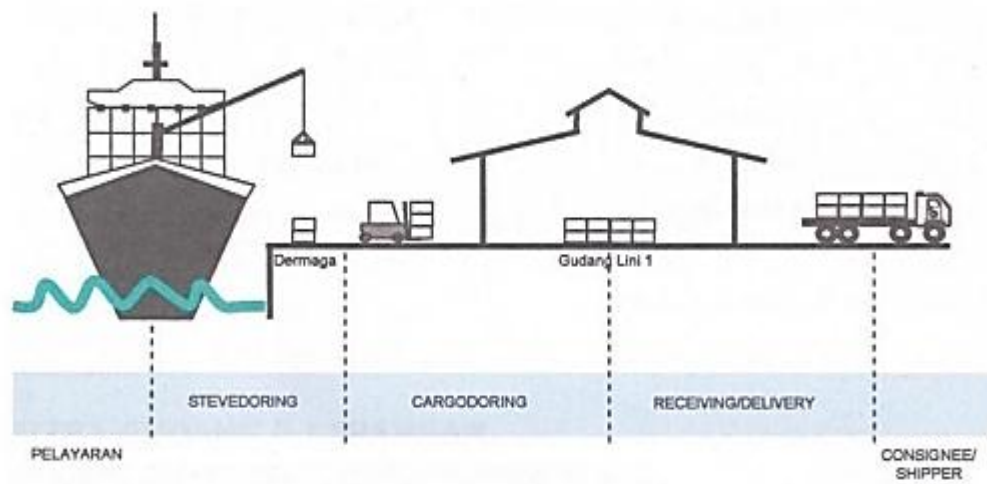 Dermaga
Gudang Lini 1
STEVEDORING
CARGODORING
RECEIVING/DELIVERY
PELAYARAN
CONSIGNEE/
SHIPPER